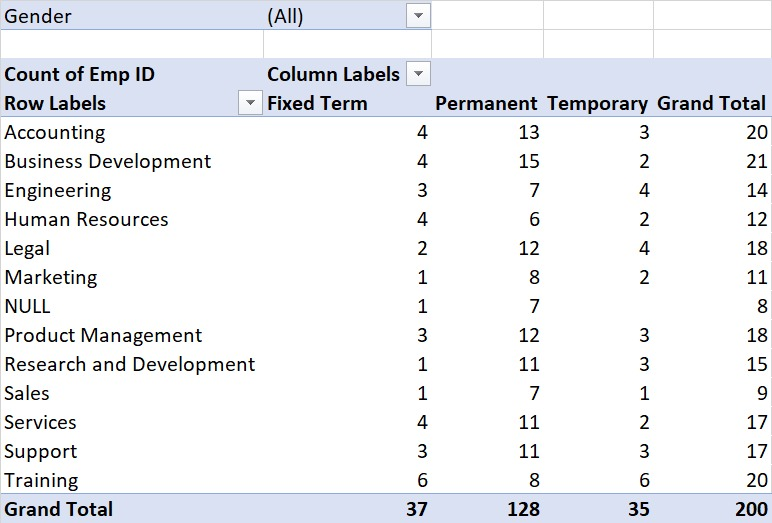 Gender (All)
Count of Emp ID Column Labels
Row Labels Fixed Term Permanent Temporary Grand Total
Accounting 4 13 3 20
Business Development 4 15 2 21
Engineering 3 7 4 14
Human Resources 4 6 2 12
Legal 2 12 4 18
Marketing 1 8 2 11
NULL 1 7 8
Product Management 3 12 3 18
Research and Development 1 11 3 15
Sales 1 7 1 9
Services 4 11 2 17
Support 3 11 3 17
Training 6 8 6 20
Grand Total 37 128 35 200